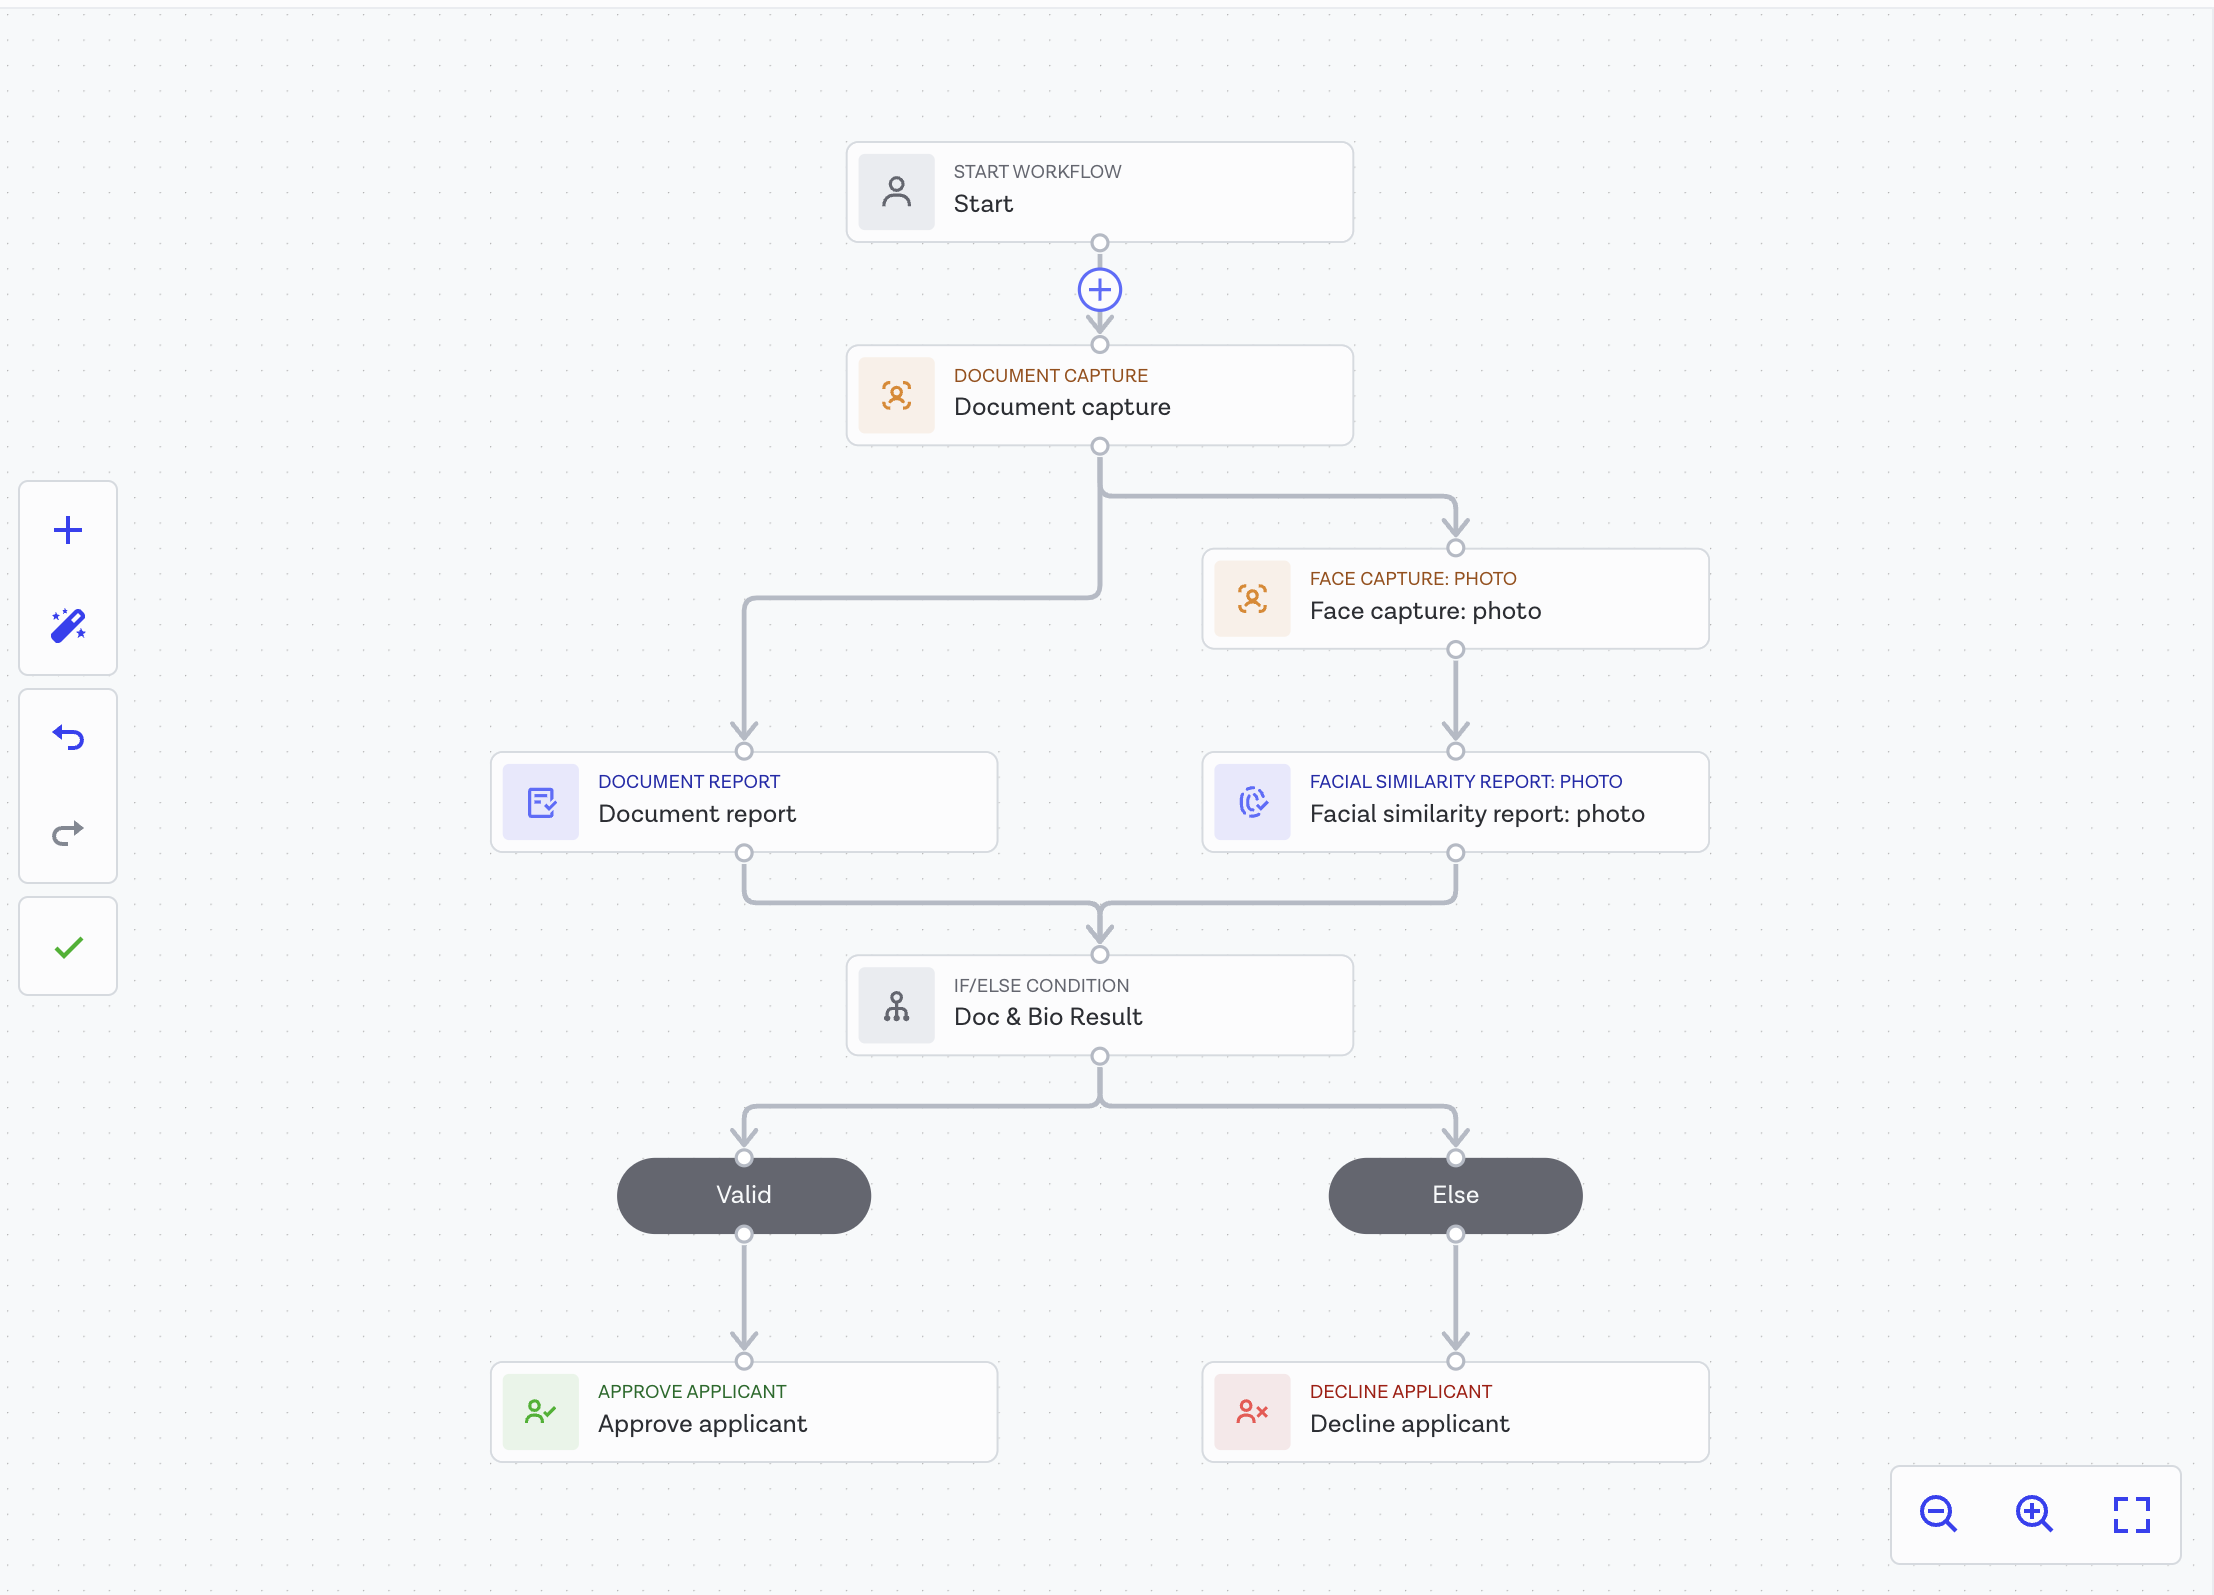 START WORKFLOW
Start
DOCUMENT CAPTURE
Document capture
FACE CAPTURE: PHOTO
Face capture: photo
DOCUMENT REPORT
Document report
FACIAL SIMILARITY REPORT: PHOTO
Facial similarity report: photo
IF/ELSE CONDITION
Doc & Bio Result
Valid
Else
APPROVE APPLICANT
Approve applicant
DECLINE APPLICANT
Decline applicant